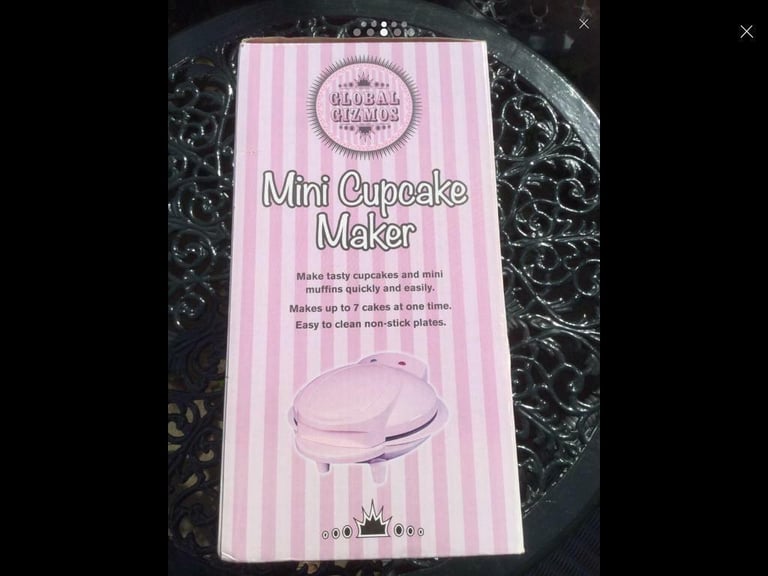 GLOBAL
GIZMOS
Mini Cupcake
Maker
Make tasty cupcakes and mini
muffins quickly and easily.
Makes up to 7 cakes at one time.
Easy to clean non-stick plates.